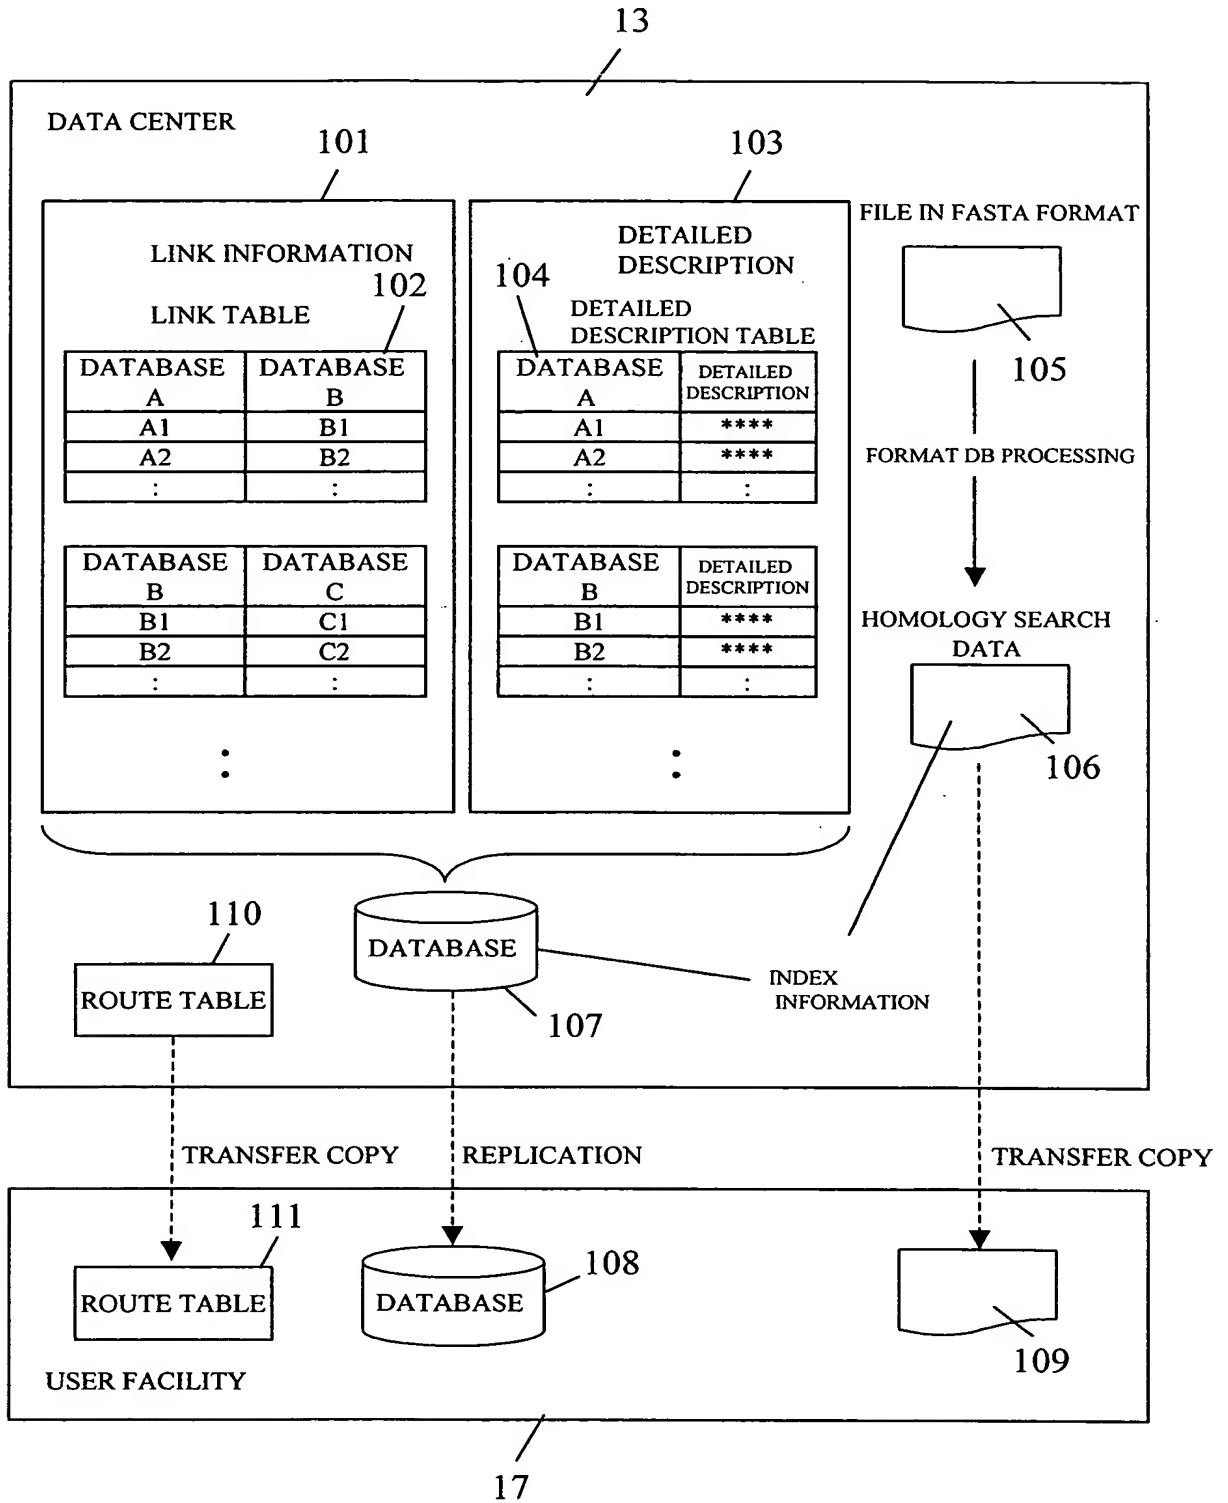 13
DATA CENTER
101
103
LINK INFORMATION
102
LINK TABLE
DATABASE
A
DATABASE
B
A1
B1
A2
B2
:
:
DATABASE
B
DATABASE
C
B1
C1
B2
C2
:
:
:
DETAILED
DESCRIPTION
104
DETAILED
DESCRIPTION TABLE
DATABASE
A
DETAILED
DESCRIPTION
A1
****
A2
****
:
:
DATABASE
B
DETAILED
DESCRIPTION
B1
****
B2
****
:
:
:
FILE IN FASTA FORMAT
105
FORMAT DB PROCESSING
HOMOLOGY SEARCH
DATA
106
110
ROUTE TABLE
DATABASE
107
INDEX
INFORMATION
TRANSFER COPY
REPLICATION
TRANSFER COPY
111
ROUTE TABLE
108
DATABASE
109
USER FACILITY
17